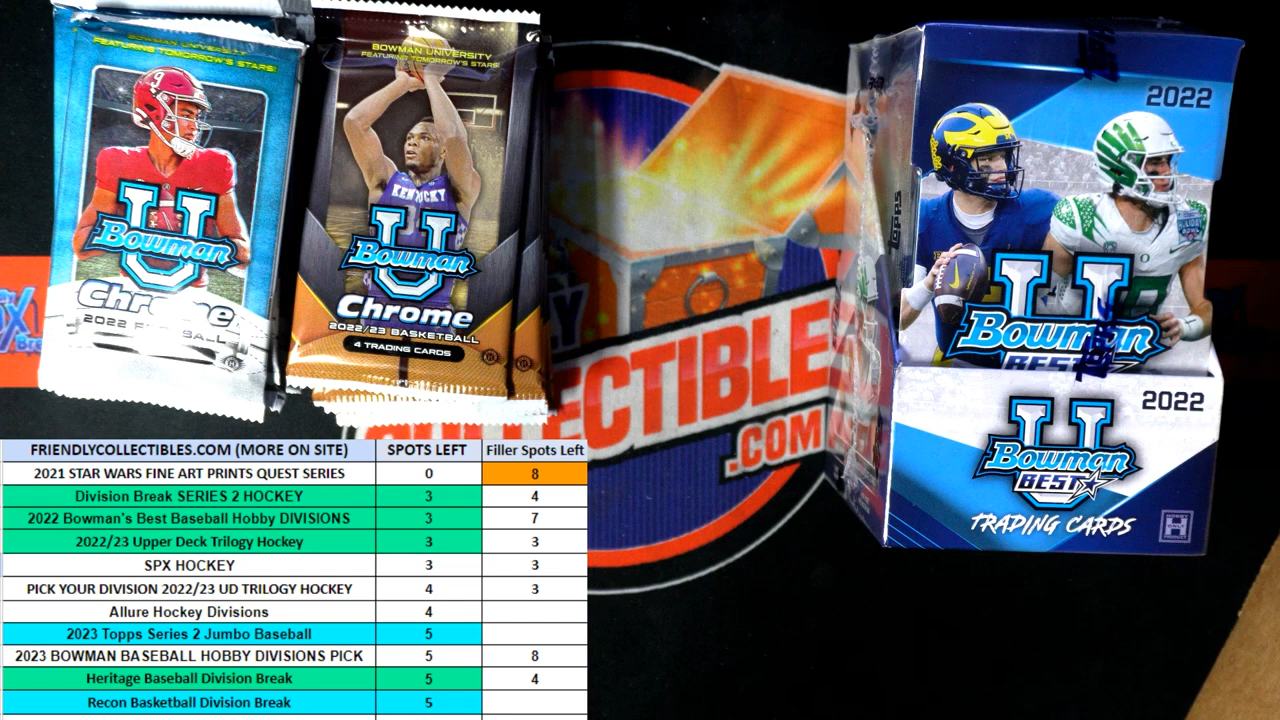 BOWMAN UNIVERSITY
FEATURING TOMORROW'S STARS!
9
U
Bowman
Chrome
2022 FOOTBALL
BOWMAN UNIVERSITY
FEATURING TOMORROW'S STARS!
KENTUCKY
U
Bowman
Chrome
2022/23 BASKETBALL
4 TRADING CARDS
ECTIBLE
.COM
TOPPS
2022
U
Bowman
BEST
2022
U
Bowman
BEST
TRADING CARDS
H
HOBBY
ONLY
PRODUCT
FRIENDLYCOLLECTIBLES.COM (MORE ON SITE) SPOTS LEFT Filler Spots Left
2021 STAR WARS FINE ART PRINTS QUEST SERIES 0 8
Division Break SERIES 2 HOCKEY 3 4
2022 Bowman's Best Baseball Hobby DIVISIONS 3 7
2022/23 Upper Deck Trilogy Hockey 3 3
SPX HOCKEY 3 3
PICK YOUR DIVISION 2022/23 UD TRILOGY HOCKEY 4 3
Allure Hockey Divisions 4
2023 Topps Series 2 Jumbo Baseball 5
2023 BOWMAN BASEBALL HOBBY DIVISIONS PICK 5 8
Heritage Baseball Division Break 5 4
Recon Basketball Division Break 5